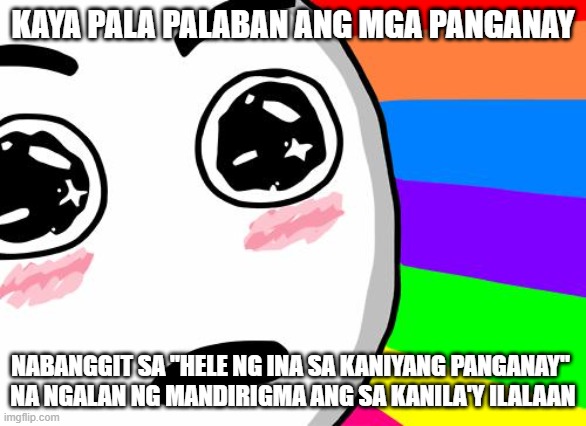 KAYA PALA PALABAN ANG MGA PANGANAY
NABANGGIT SA "HELE NG INA SA KANIYANG PANGANAY"
NA NGALAN NG MANDIRIGMA ANG SA KANILA'Y ILALAAN
imgflip.com